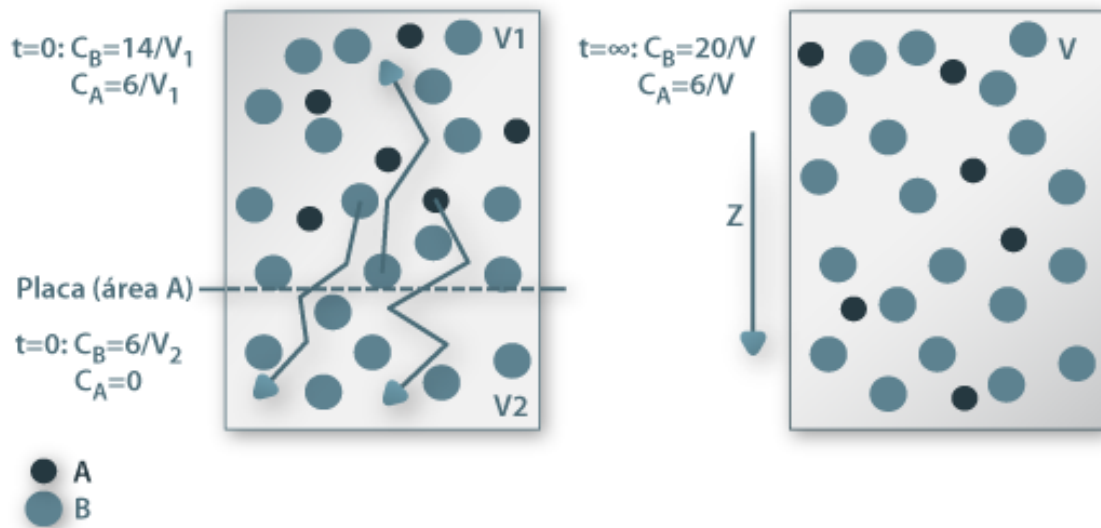 t=0: C_B=14/V_1
C_A=6/V_1
V1
Placa (área A)
t=0: C_B=6/V_2
C_A=0
V2
t=∞: C_B=20/V
C_A=6/V
V
Z
A
B